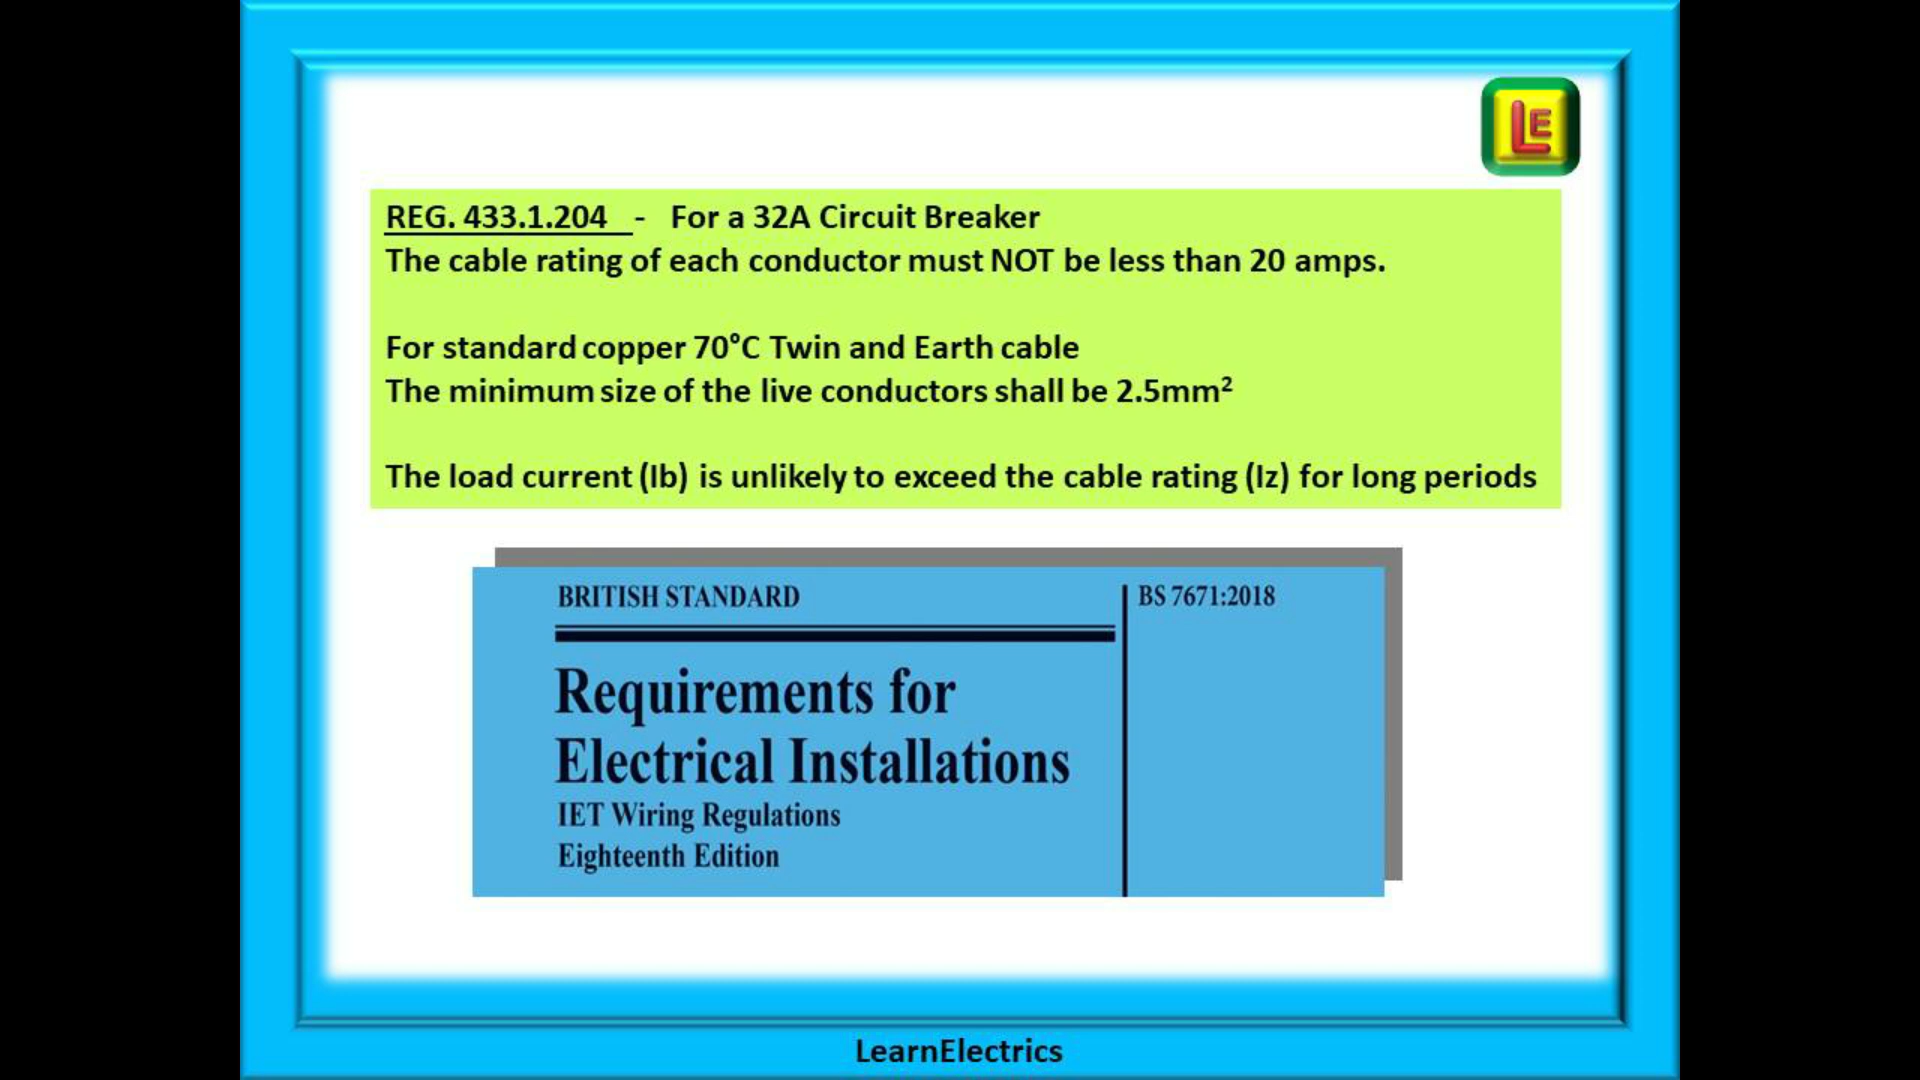 LE
REG. 433.1.204 - For a 32A Circuit Breaker
The cable rating of each conductor must NOT be less than 20 amps.
For standard copper 70°C Twin and Earth cable
The minimum size of the live conductors shall be 2.5mm²
The load current (Ib) is unlikely to exceed the cable rating (Iz) for long periods
BRITISH STANDARD
BS 7671:2018
Requirements for
Electrical Installations
IET Wiring Regulations
Eighteenth Edition
LearnElectrics